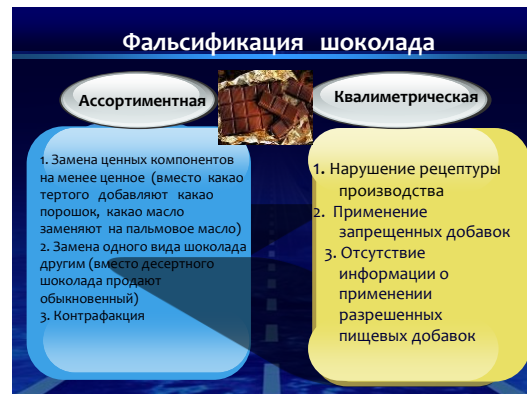 Фальсификация шоколада
Ассортиментная
Квалиметрическая
1. Замена ценных компонентов
на менее ценное (вместо какао
тертого добавляют какао
порошок, какао масло
заменяют на пальмовое масло)
2. Замена одного вида шоколада
другим (вместо десертного
шоколада продают
обыкновенный)
3. Контрафакция
1. Нарушение рецептуры
производства
2. Применение
запрещенных добавок
3. Отсутствие
информации о
применении
разрешенных
пищевых добавок